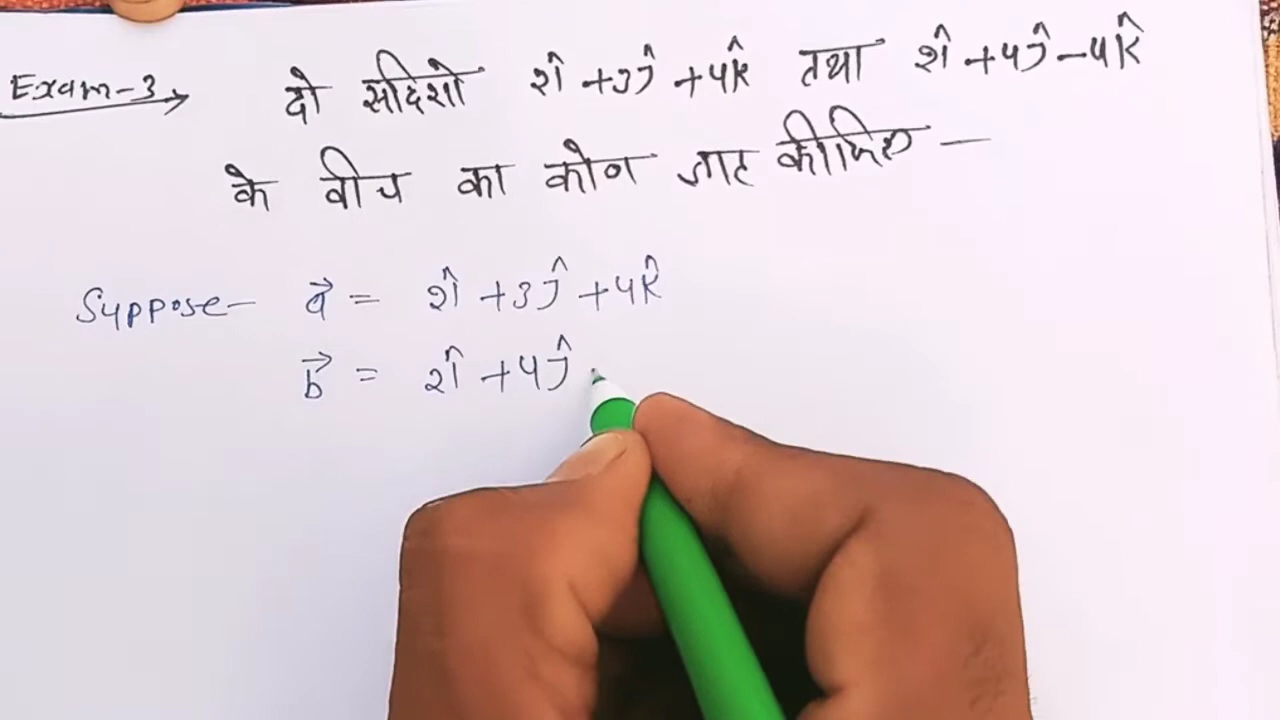 Exam-3 → दो सदिशो 2î +3ĵ +4k̂ तथा 2î +4ĵ -4k̂
के वीच का कोण ज्ञात कीजिए —
Suppose- a⃗ = 2î +3ĵ +4k̂
b⃗ = 2î +4ĵ